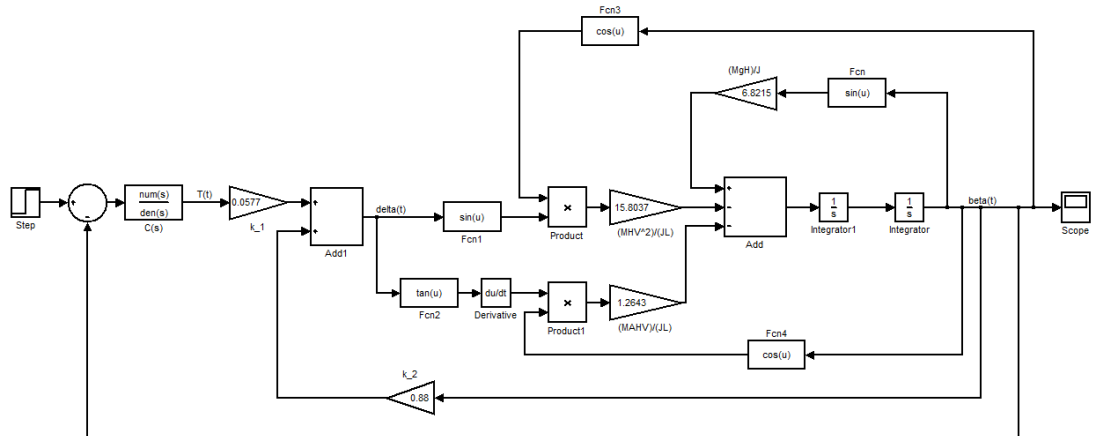 Fcn3
cos(u)
(MgH)/J
6.8215
Fcn
sin(u)
Step
+
-
num(s)
den(s)
C(s)
T(t)
0.0577
k_1
+
+
Add1
delta(t)
sin(u)
Fcn1
×
Product
15.8037
(MHV^2)/(JL)
+
-
-
Add
1
s
Integrator1
1
s
Integrator
beta(t)
Scope
tan(u)
Fcn2
du/dt
Derivative
×
Product1
1.2643
(MAHV)/(JL)
Fcn4
cos(u)
k_2
0.88